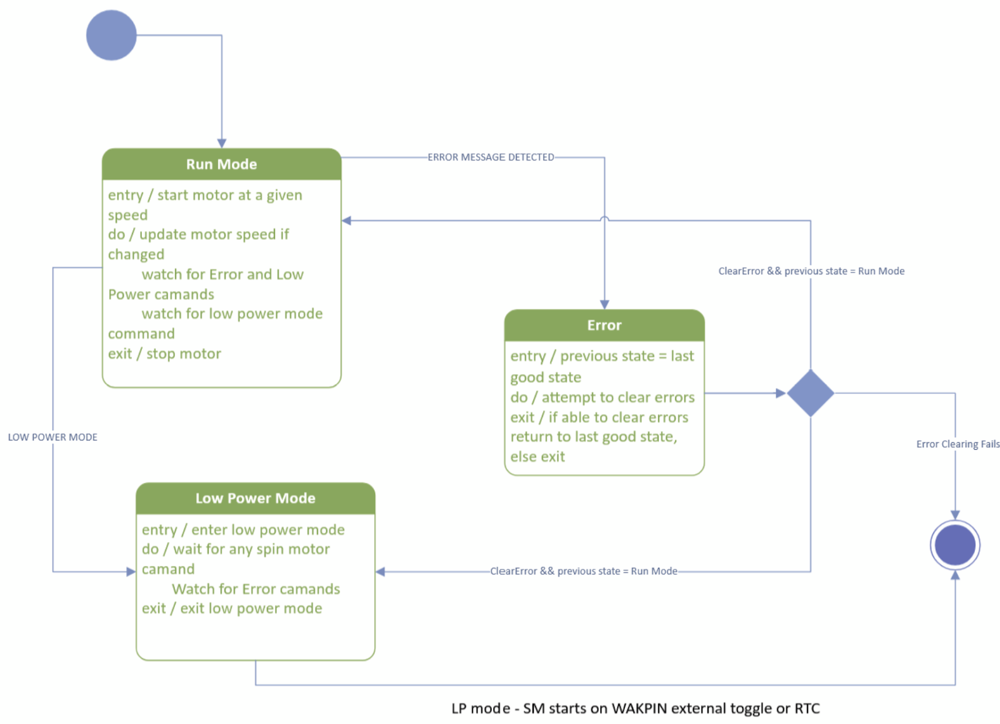 Run Mode
entry / start motor at a given
speed
do / update motor speed if
changed
watch for Error and Low
Power camands
watch for low power mode
command
exit / stop motor
ERROR MESSAGE DETECTED
ClearError && previous state = Run Mode
Error
entry / previous state = last
good state
do / attempt to clear errors
exit / if able to clear errors
return to last good state,
else exit
LOW POWER MODE
Error Clearing Fails
Low Power Mode
entry / enter low power mode
do / wait for any spin motor
camand
Watch for Error camands
exit / exit low power mode
ClearError && previous state = Run Mode
LP mode - SM starts on WAKPIN external toggle or RTC